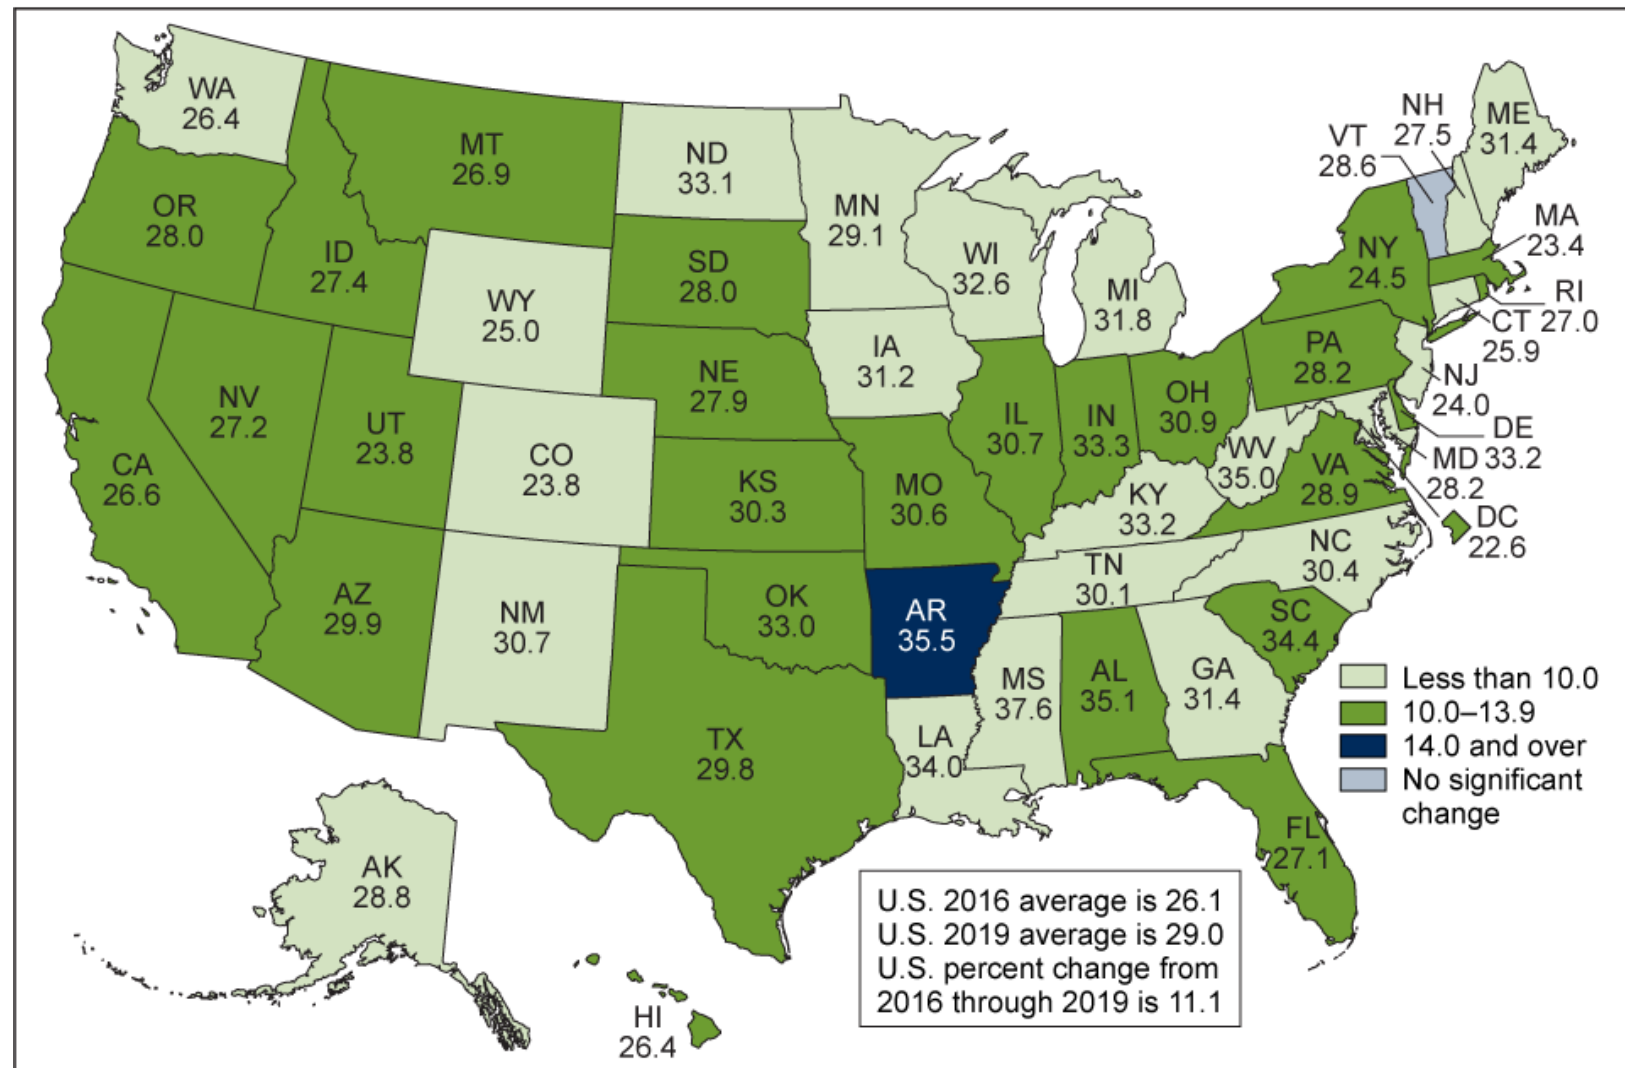 WA
26.4
MT
26.9
ND
33.1
MN
29.1
OR
28.0
ID
27.4
WY
25.0
SD
28.0
WI
32.6
MI
31.8
NH
27.5
VT
28.6
ME
31.4
MA
23.4
NY
24.5
RI
27.0
CT
25.9
NV
27.2
UT
23.8
CO
23.8
NE
27.9
IA
31.2
IL
30.7
IN
33.3
OH
30.9
PA
28.2
NJ
24.0
DE
33.2
MD
28.2
DC
22.6
CA
26.6
KS
30.3
MO
30.6
KY
33.2
WV
35.0
VA
28.9
AZ
29.9
NM
30.7
OK
33.0
AR
35.5
TN
30.1
NC
30.4
SC
34.4
TX
29.8
LA
34.0
MS
37.6
AL
35.1
GA
31.4
FL
27.1
AK
28.8
HI
26.4
Less than 10.0
10.0–13.9
14.0 and over
No significant
change
U.S. 2016 average is 26.1
U.S. 2019 average is 29.0
U.S. percent change from
2016 through 2019 is 11.1